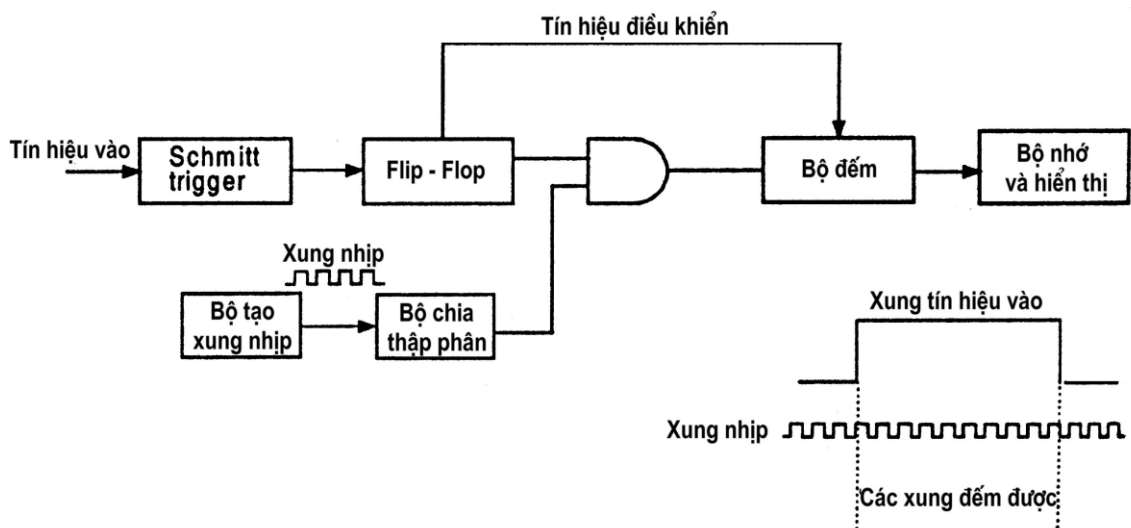 Tín hiệu điều khiển
Tín hiệu vào
Schmitt
trigger
Flip - Flop
Bộ đếm
Bộ nhớ
và hiển thị
Xung nhịp
Bộ tạo
xung nhịp
Bộ chia
thập phân
Xung tín hiệu vào
Xung nhịp
Các xung đếm được